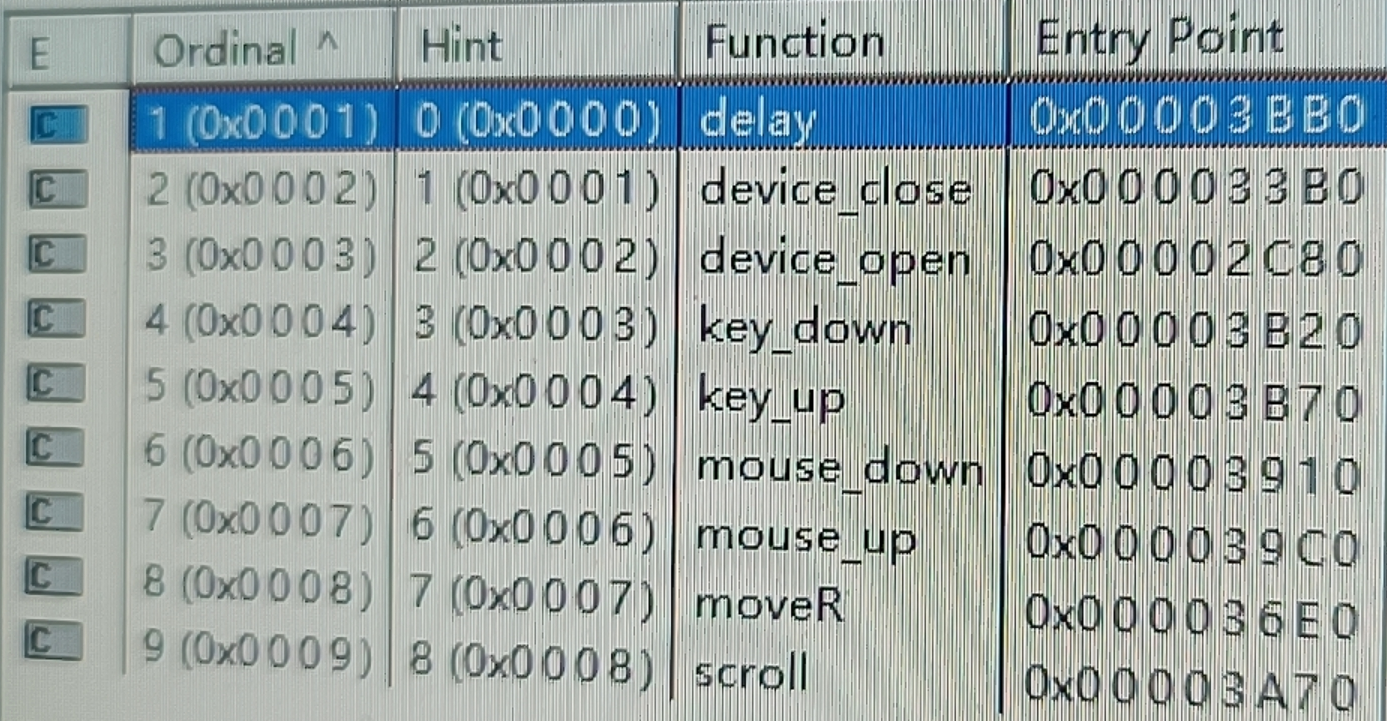 E Ordinal ^ Hint Function Entry Point
C 1 (0x0001) 0 (0x0000) delay 0x00003BB0
C 2 (0x0002) 1 (0x0001) device_close 0x000033B0
C 3 (0x0003) 2 (0x0002) device_open 0x00002C80
C 4 (0x0004) 3 (0x0003) key_down 0x00003B20
C 5 (0x0005) 4 (0x0004) key_up 0x00003B70
C 6 (0x0006) 5 (0x0005) mouse_down 0x00003910
C 7 (0x0007) 6 (0x0006) mouse_up 0x000039C0
C 8 (0x0008) 7 (0x0007) moveR 0x000036E0
C 9 (0x0009) 8 (0x0008) scroll 0x00003A70